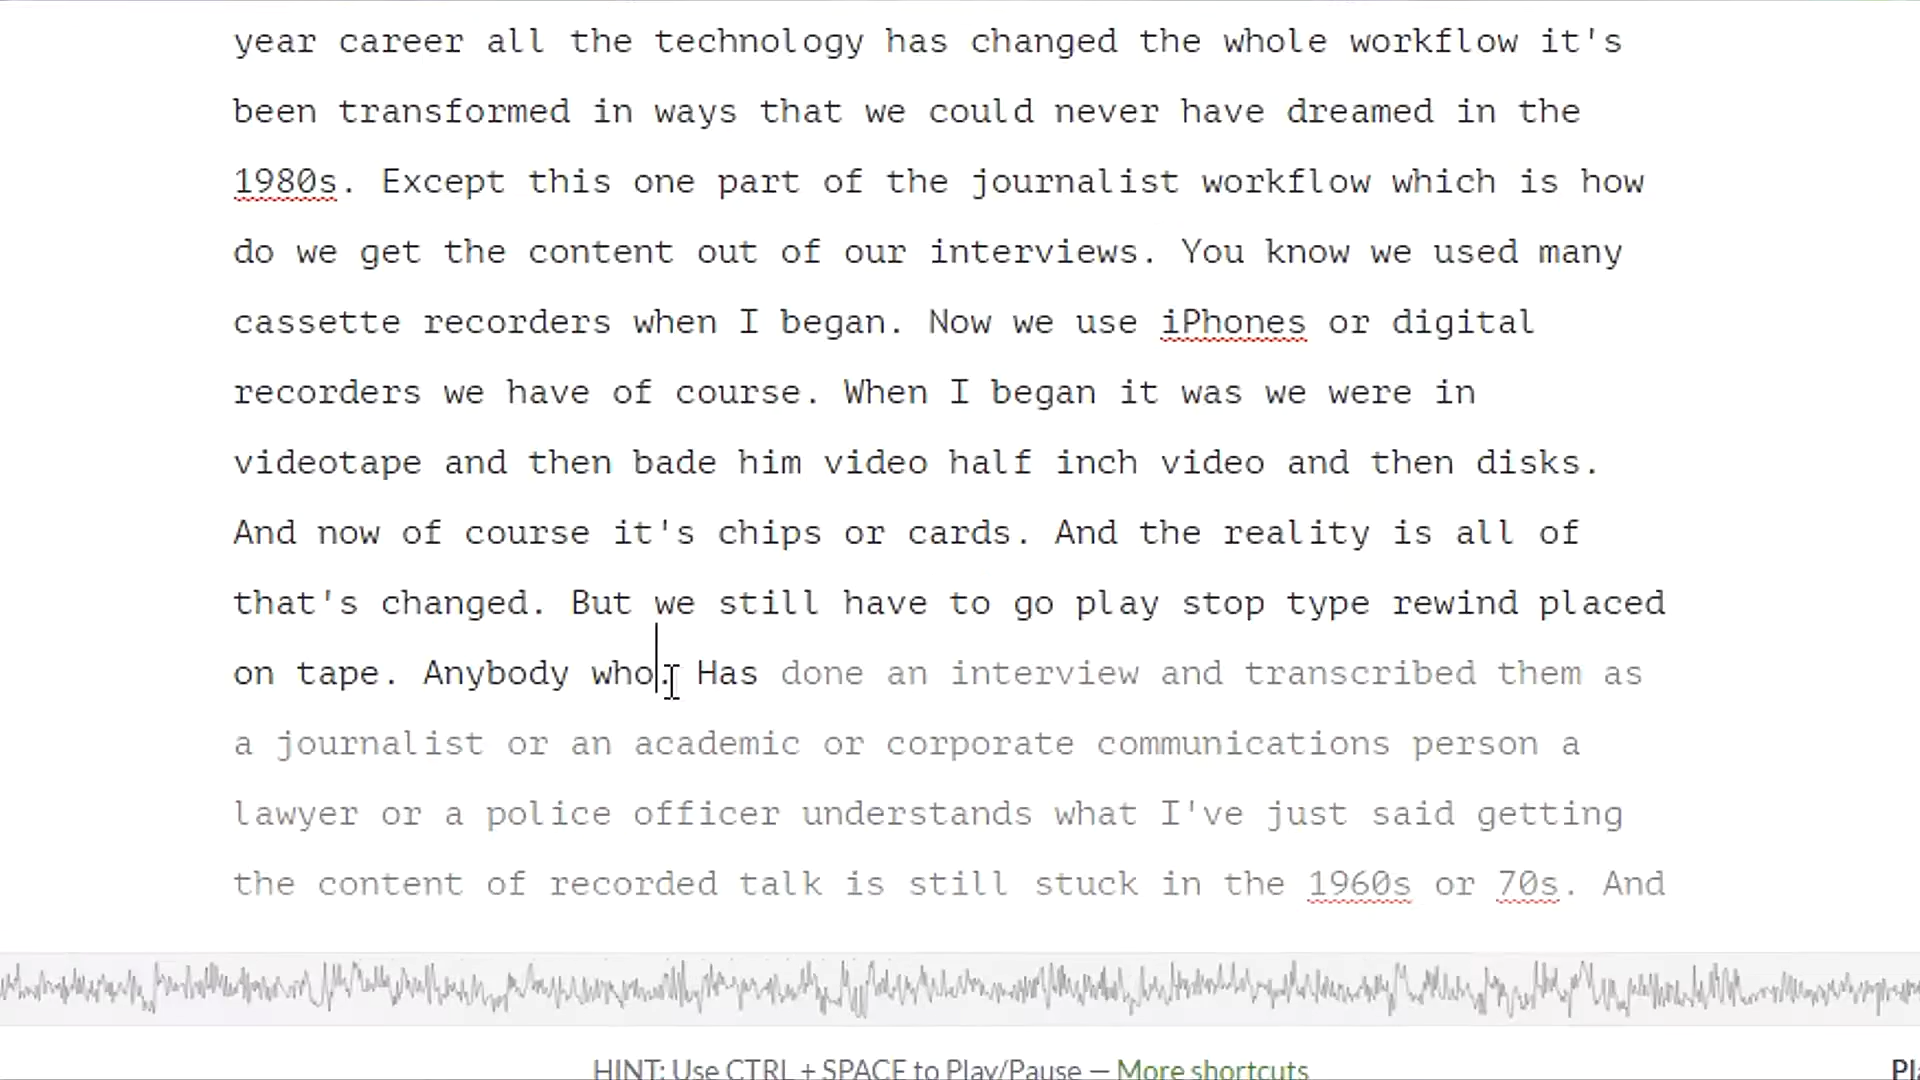 year career all the technology has changed the whole workflow it's
been transformed in ways that we could never have dreamed in the
1980s. Except this one part of the journalist workflow which is how
do we get the content out of our interviews. You know we used many
cassette recorders when I began. Now we use iPhones or digital
recorders we have of course. When I began it was we were in
videotape and then bade him video half inch video and then disks.
And now of course it's chips or cards. And the reality is all of
that's changed. But we still have to go play stop type rewind placed
on tape. Anybody who. Has done an interview and transcribed them as
a journalist or an academic or corporate communications person a
lawyer or a police officer understands what I've just said getting
the content of recorded talk is still stuck in the 1960s or 70s. And
HINT: Use CTRL + SPACE to Play/Pause — More shortcuts